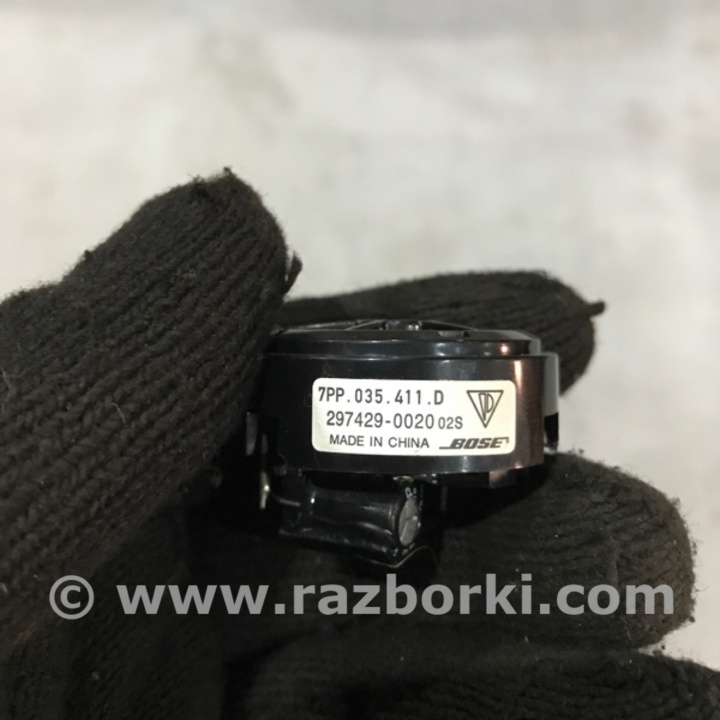 7PP.035.411.D
297429-0020 02S
MADE IN CHINA BOSE
© www.razborki.com